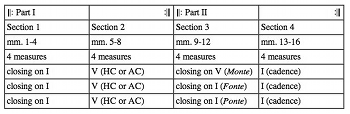 ‖: Part I :‖ ‖: Part II :‖
Section 1 Section 2 Section 3 Section 4
mm. 1-4 mm. 5-8 mm. 9-12 mm. 13-16
4 measures 4 measures 4 measures 4 measures
closing on I V (HC or AC) closing on V (Monte) I (cadence)
closing on I V (HC or AC) closing on I (Fonte) I (cadence)
closing on I V (HC or AC) closing on I (Ponte) I (cadence)